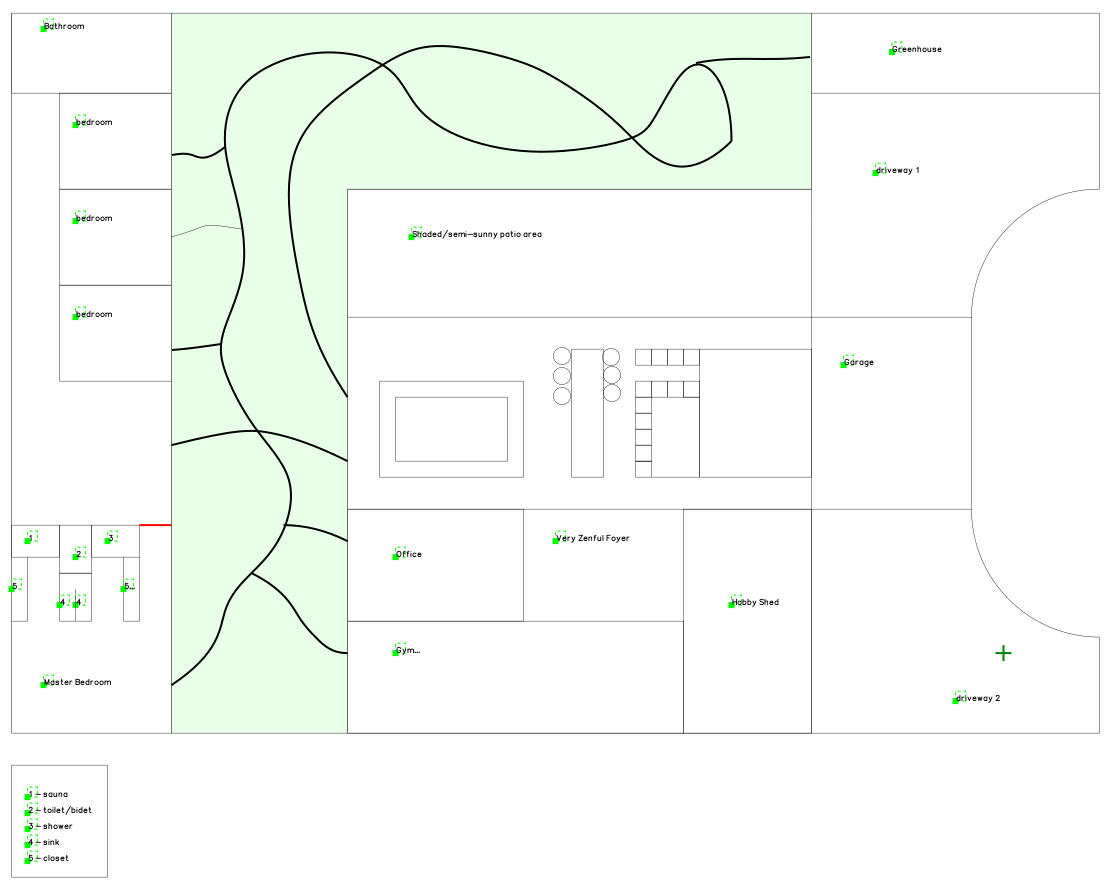 Bathroom
Greenhouse
bedroom
driveway 1
bedroom
Shaded/semi-sunny patio area
bedroom
Garage
1
3
2
Office
Very Zenful Foyer
5
5...
4
4
Hobby Shed
Gym...
Master Bedroom
driveway 2
1 - sauna
2 - toilet/bidet
3 - shower
4 - sink
5 - closet